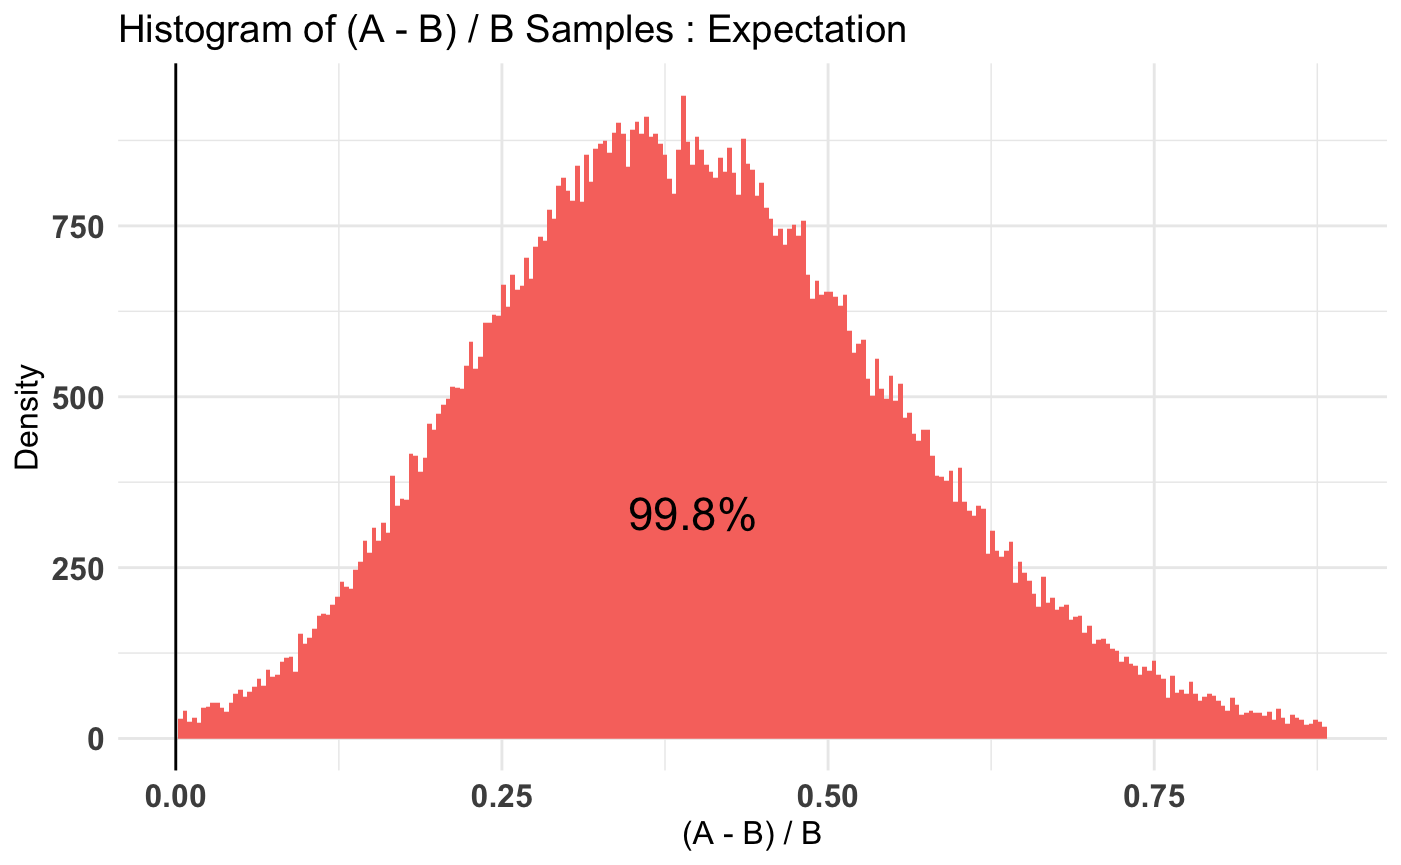 Histogram of (A - B) / B Samples : Expectation
Density
750
500
250
0
99.8%
0.00 0.25 0.50 0.75
(A - B) / B